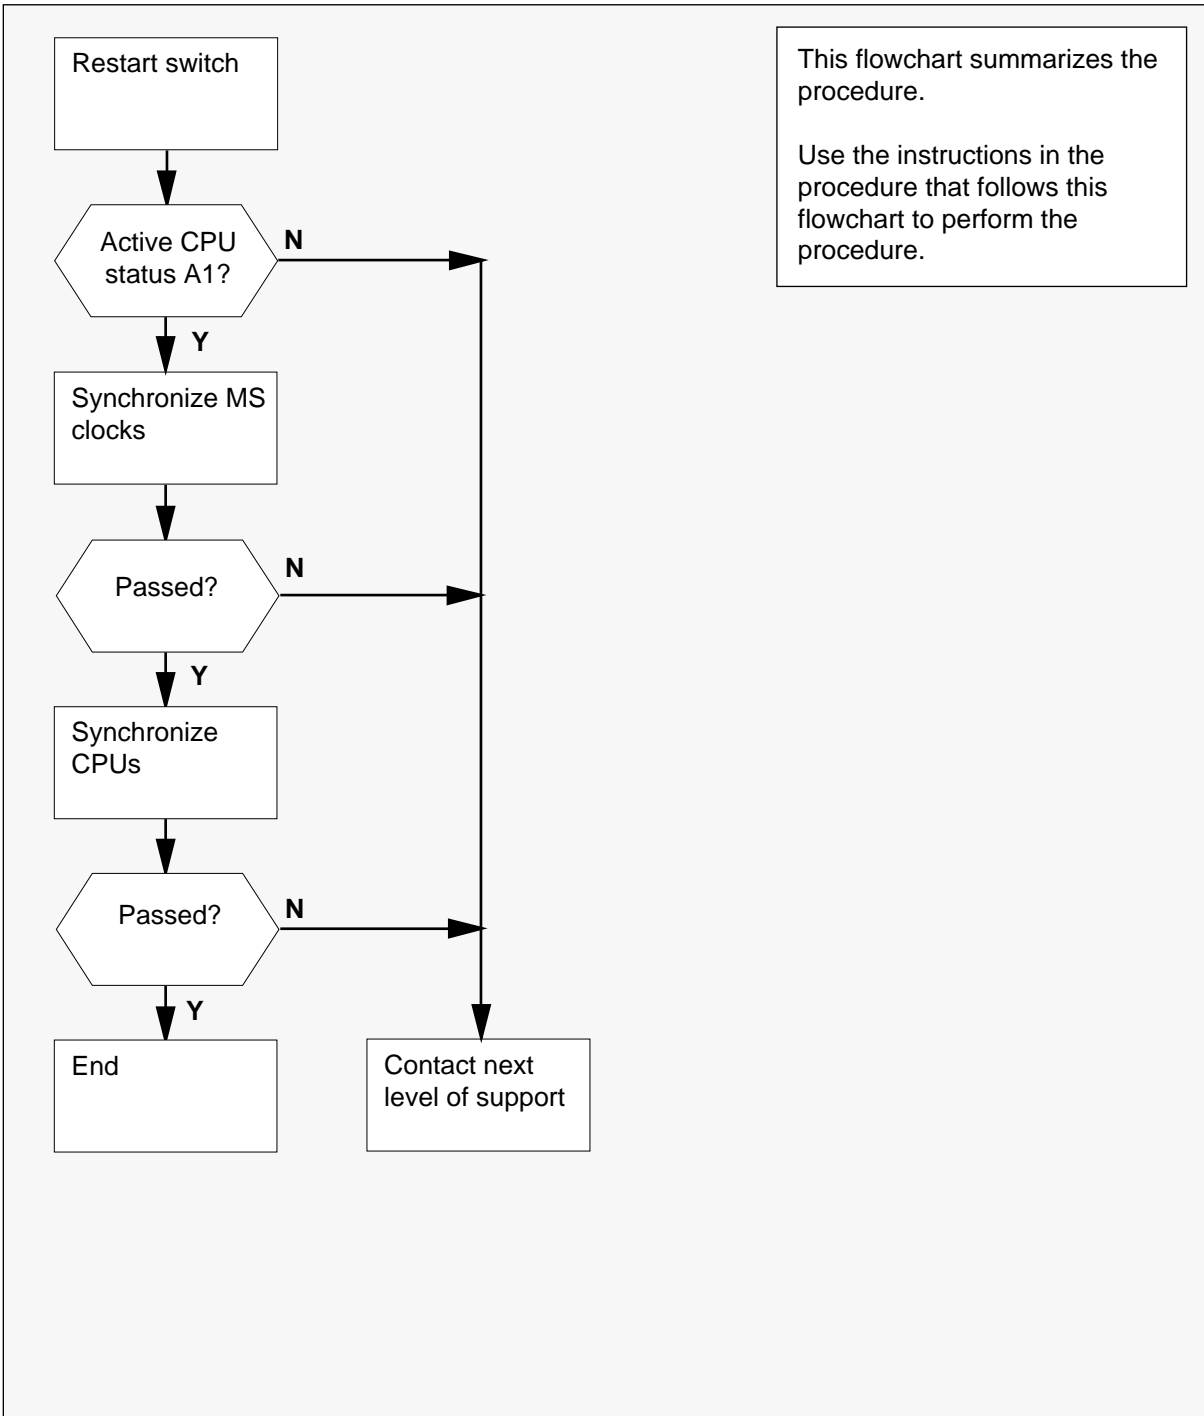 Restart switch
This flowchart summarizes the
procedure.
Use the instructions in the
procedure that follows this
flowchart to perform the
procedure.
Active CPU
status A1?
N
Y
Synchronize MS
clocks
Passed?
N
Y
Synchronize
CPUs
Passed?
N
Y
End
Contact next
level of support